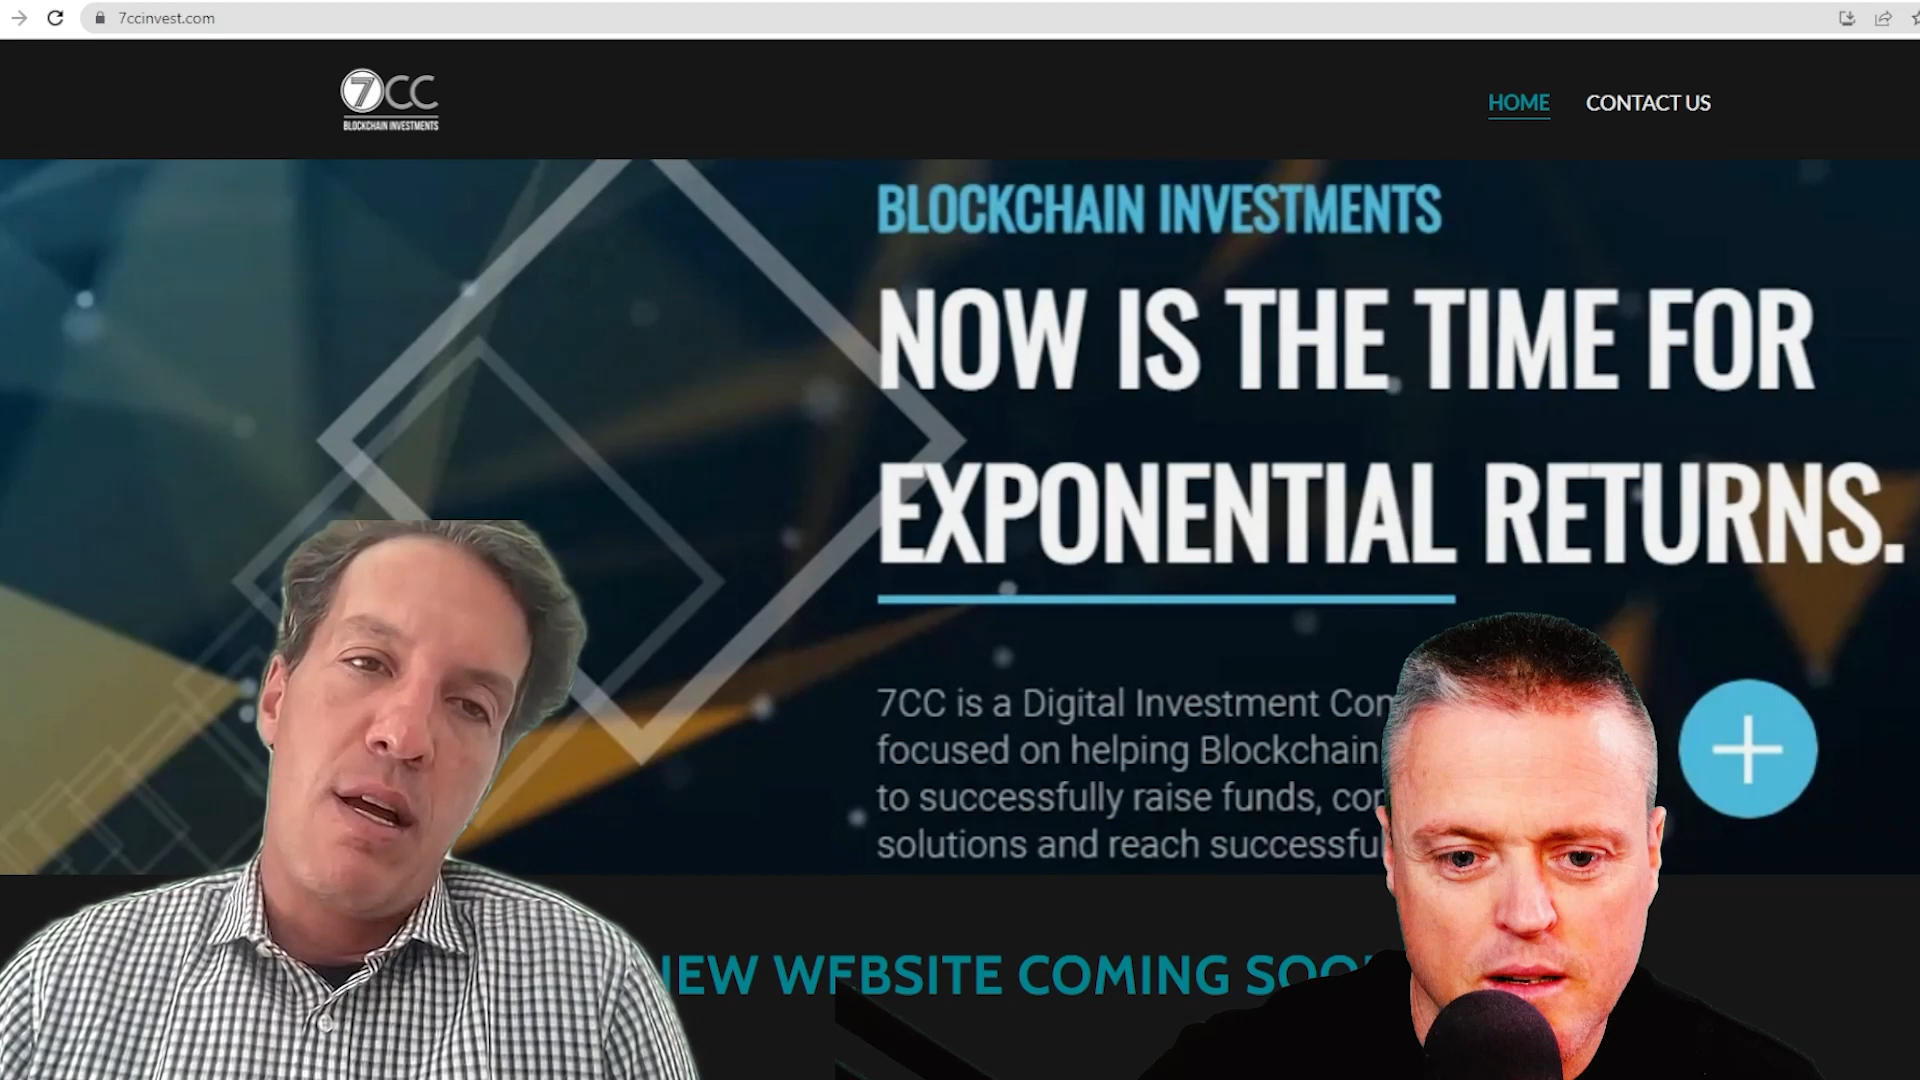 7ccinvest.com
7CC
BLOCKCHAIN INVESTMENTS
HOME
CONTACT US
BLOCKCHAIN INVESTMENTS
NOW IS THE TIME FOR
EXPONENTIAL RETURNS.
7CC is a Digital Investment
focused on helping Blockchain
to successfully raise funds,
solutions and reach
WEBSITE COMING